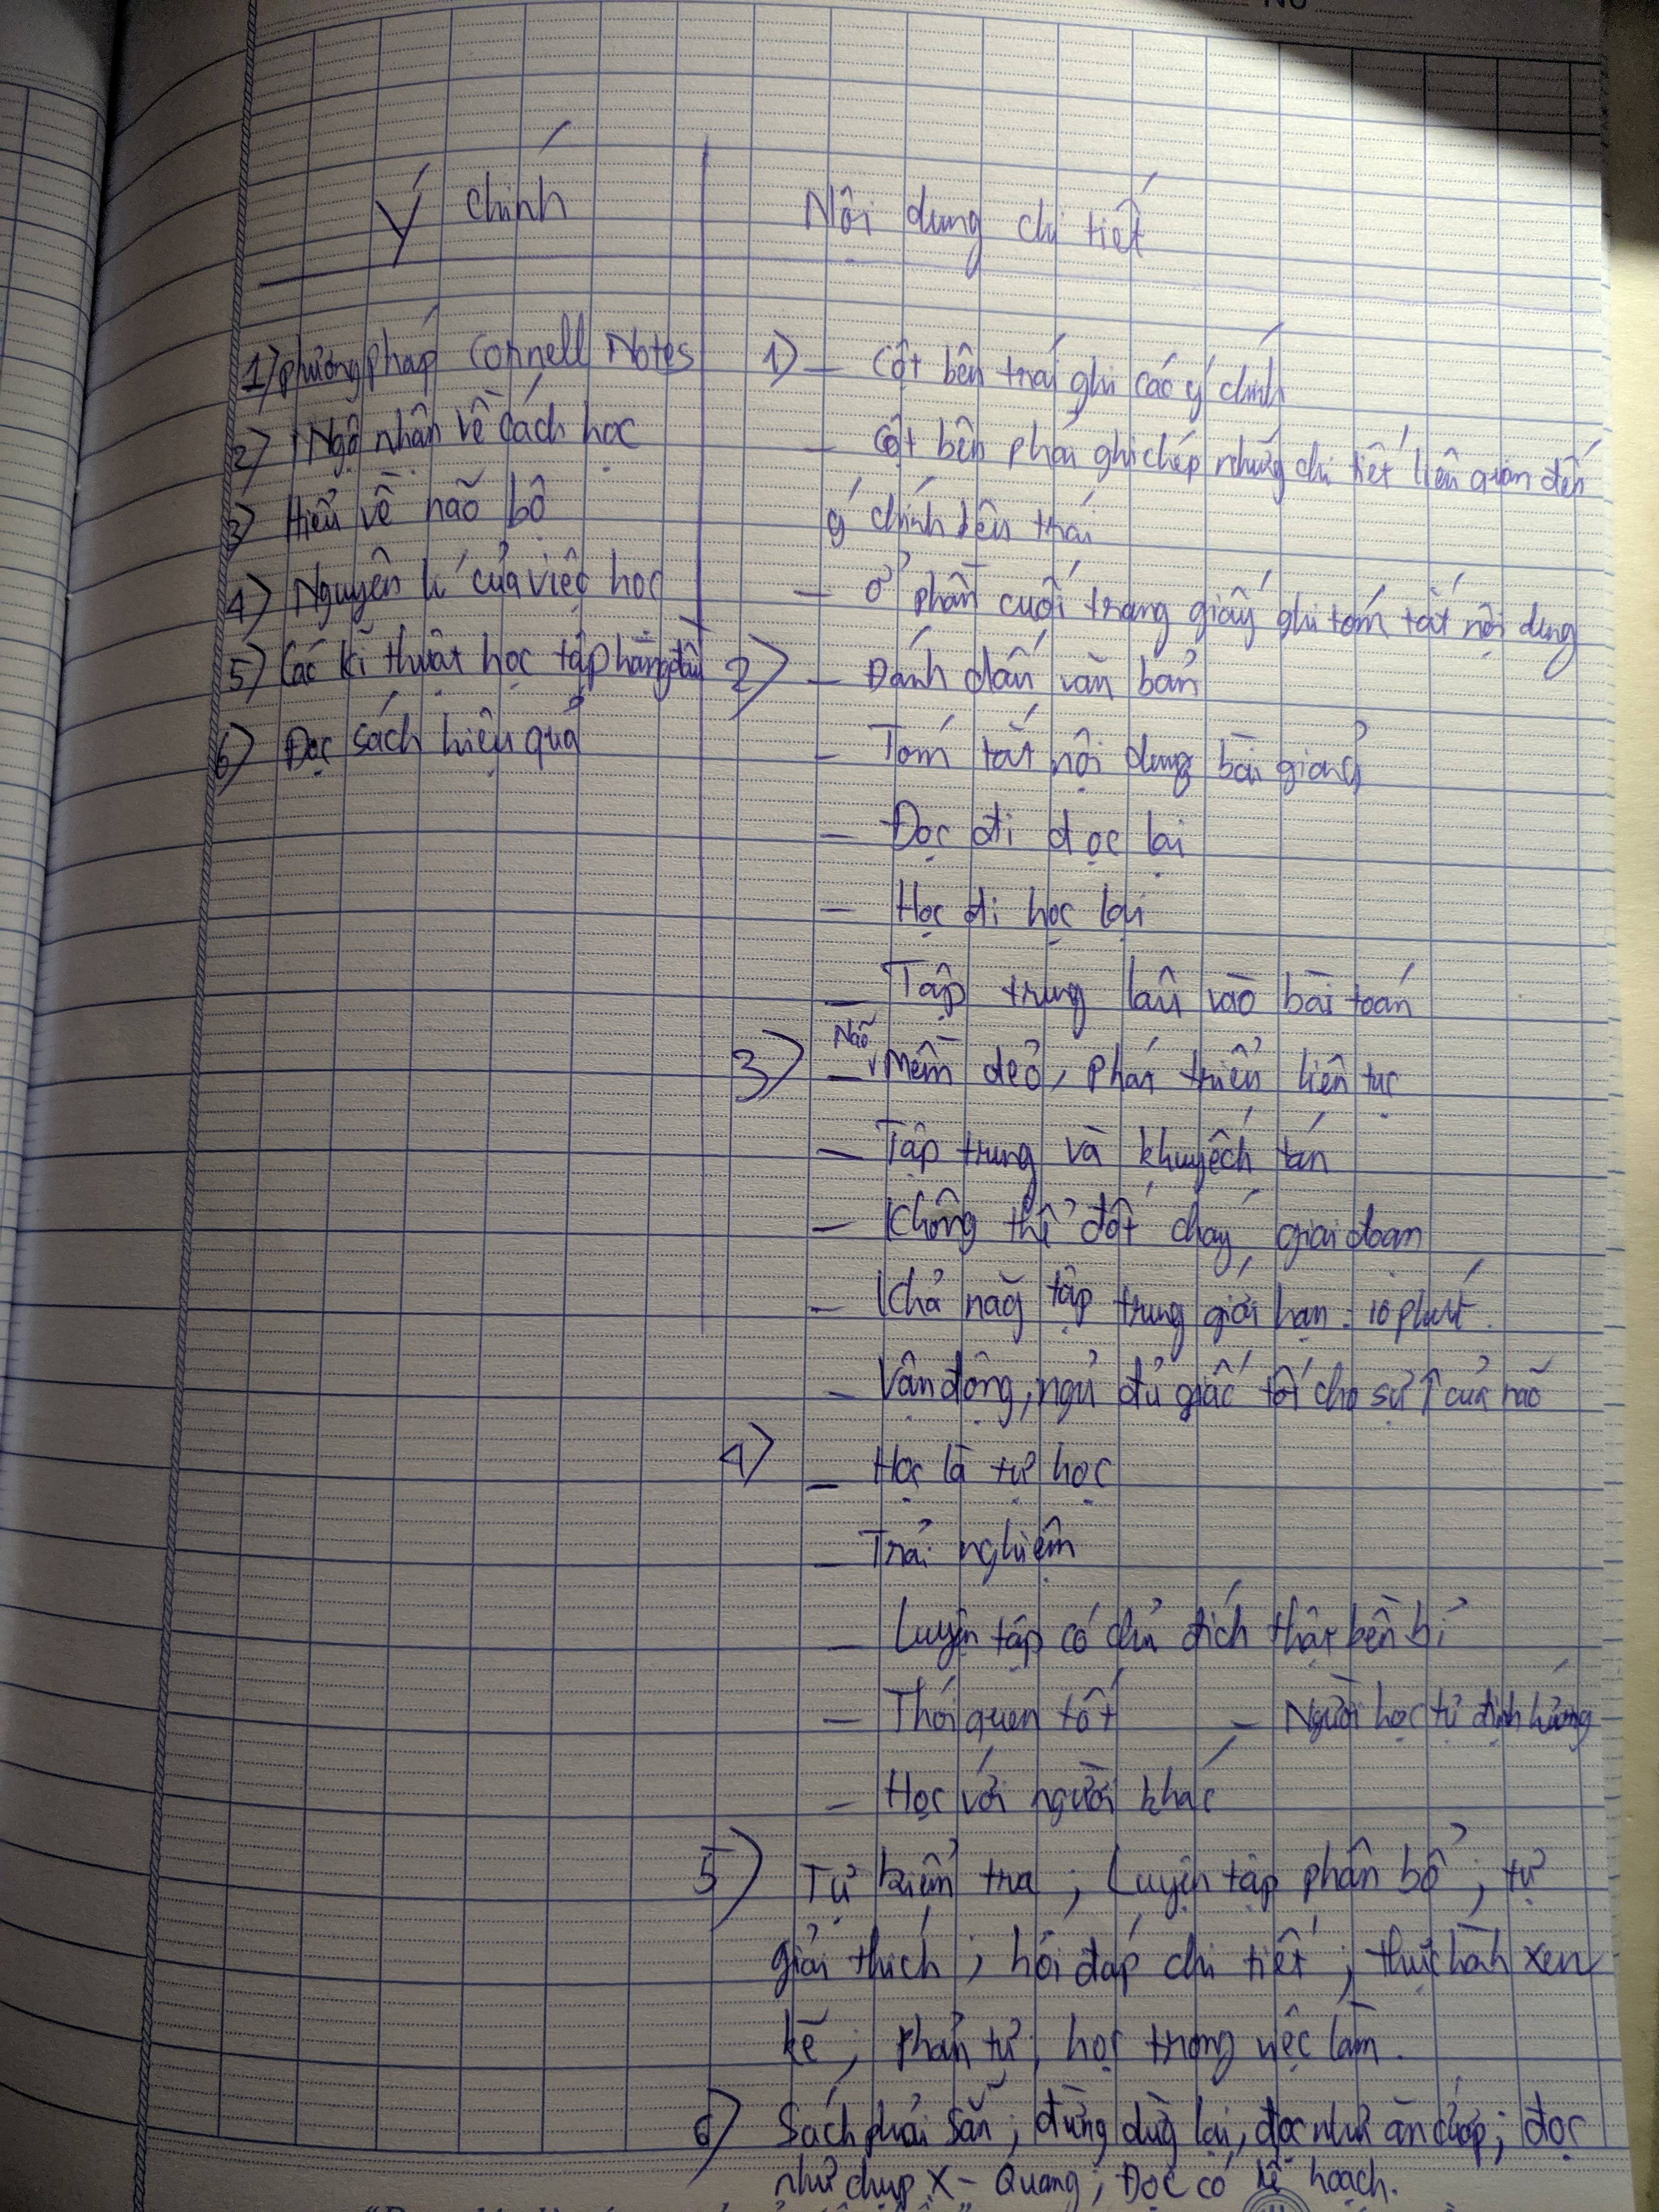 No
Ý chính
Nội dung chi tiết
1) phương pháp Cornell Notes
2) Ngộ nhận về cách học
3) Hiểu về não bộ
4) Nguyên lí của việc học
5) Các kĩ thuật học tập hàng đầu
6) Đọc sách hiệu quả
1) - Cột bên trái ghi các ý chính
- Cột bên phải ghi chép những chi tiết liên quan đến
ý chính bên trái
- ở phần cuối trang giấy ghi tóm tắt nội dung
2) - Đánh dấu văn bản
- Tóm tắt nội dung bài giảng
- Đọc đi đọc lại
- Học đi học lại
- Tập trung lâu vào bài toán
3) - Não mềm dẻo, phát triển liên tục
- Tập trung và khuyếch tán
- Không thể đốt cháy giai đoạn
- Khả năg tập trung giới hạn. 10 phút.
- Vận động, ngủ đủ giấc tốt cho sự ↑ của não
4) - Học là tự học
- Trải nghiệm
- Luyện tập có chủ đích thật bền bỉ
- Thói quen tốt - Người học tự định hướng
- Học với người khác
5) Tự kiểm tra ; Luyện tập phân bổ ; tự
giải thích ; hỏi đáp chi tiết ; thực hành xen
kẽ ; phản tư ; học trong việc làm.
6) Sách phải sẵn ; đừng dừg lại ; đọc như ăn cướp ; đọc
như chụp X - Quang ; Đọc có kế hoạch.